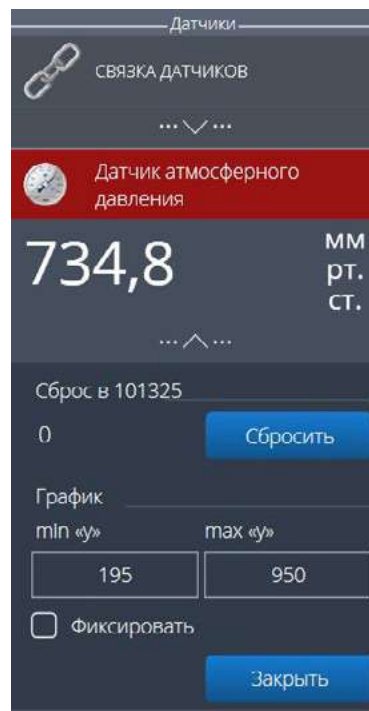 Датчики
СВЯЗКА ДАТЧИКОВ
Датчик атмосферного
давления
734,8
мм
рт.
ст.
Сброс в 101325
0
Сбросить
График
min «y»
max «y»
195
950
Фиксировать
Закрыть